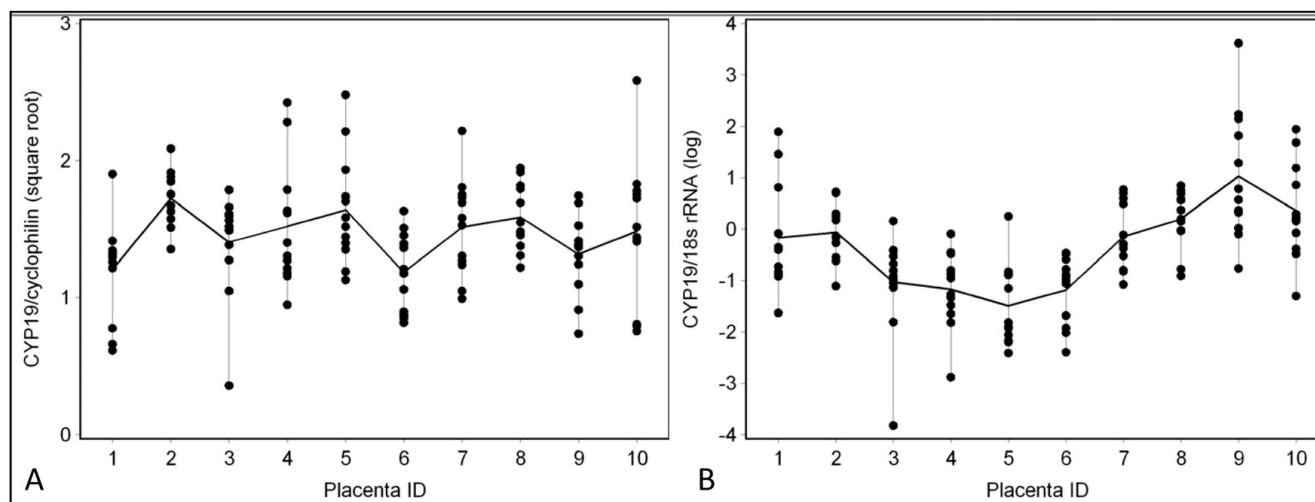 CYP19/cyclophilin (square root)
3
2
1
0
1 2 3 4 5 6 7 8 9 10
Placenta ID
A
CYP19/18s rRNA (log)
4
3
2
1
0
-1
-2
-3
-4
1 2 3 4 5 6 7 8 9 10
Placenta ID
B